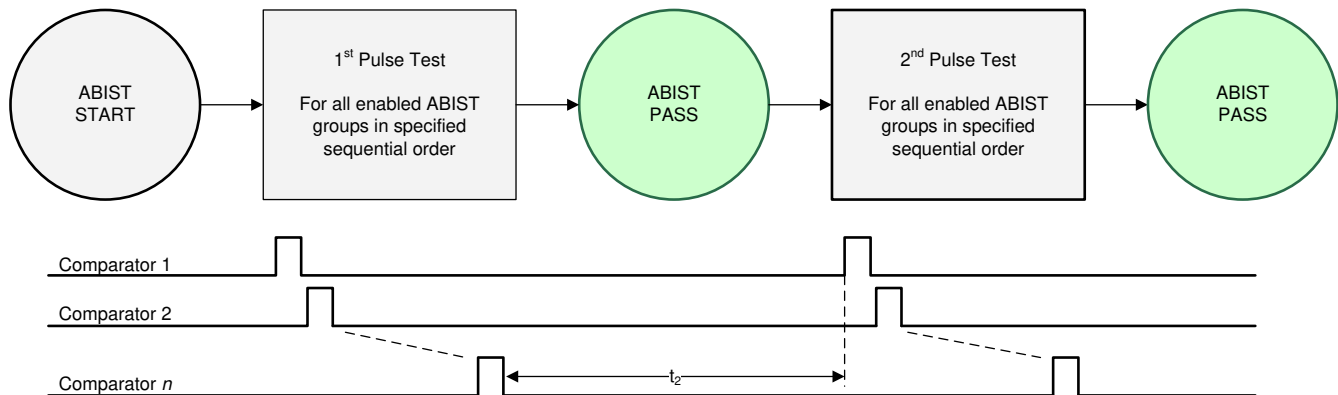 ABIST
START
1st Pulse Test
For all enabled ABIST
groups in specified
sequential order
ABIST
PASS
2nd Pulse Test
For all enabled ABIST
groups in specified
sequential order
ABIST
PASS
Comparator 1
Comparator 2
Comparator n
t2